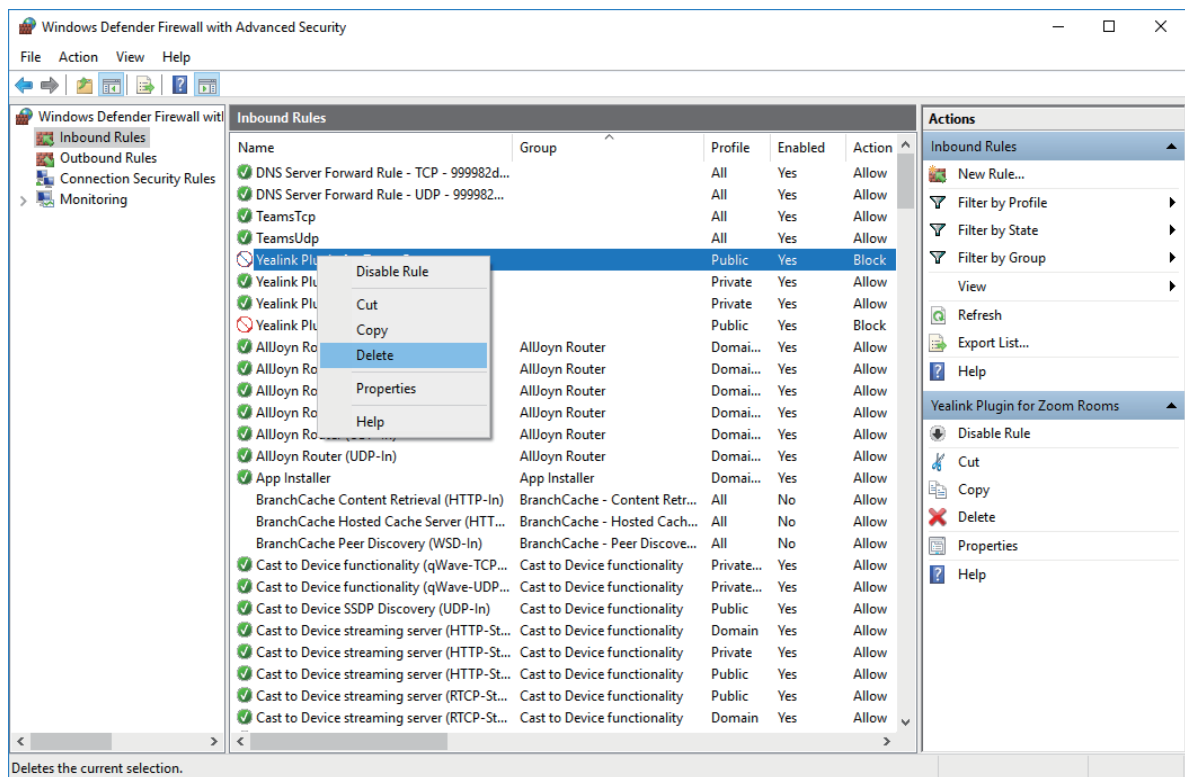 Windows Defender Firewall with Advanced Security
File Action View Help
Windows Defender Firewall witl
Inbound Rules
Outbound Rules
Connection Security Rules
Monitoring
Inbound Rules
Name Group Profile Enabled Action
DNS Server Forward Rule - TCP - 999982d... All Yes Allow
DNS Server Forward Rule - UDP - 999982... All Yes Allow
TeamsTcp All Yes Allow
TeamsUdp All Yes Allow
Yealink Plu Public Yes Block
Yealink Plu Private Yes Allow
Yealink Plu Private Yes Allow
Yealink Plu Public Yes Block
AllJoyn Ro AllJoyn Router Domai... Yes Allow
AllJoyn Ro AllJoyn Router Domai... Yes Allow
AllJoyn Ro AllJoyn Router Domai... Yes Allow
AllJoyn Ro AllJoyn Router Domai... Yes Allow
AllJoyn Router AllJoyn Router Domai... Yes Allow
AllJoyn Router (UDP-In) AllJoyn Router Domai... Yes Allow
App Installer App Installer Domai... Yes Allow
BranchCache Content Retrieval (HTTP-In) BranchCache - Content Retr... All No Allow
BranchCache Hosted Cache Server (HTT... BranchCache - Hosted Cach... All No Allow
BranchCache Peer Discovery (WSD-In) BranchCache - Peer Discove... All No Allow
Cast to Device functionality (qWave-TCP... Cast to Device functionality Private... Yes Allow
Cast to Device functionality (qWave-UDP... Cast to Device functionality Private... Yes Allow
Cast to Device SSDP Discovery (UDP-In) Cast to Device functionality Public Yes Allow
Cast to Device streaming server (HTTP-St... Cast to Device functionality Domain Yes Allow
Cast to Device streaming server (HTTP-St... Cast to Device functionality Private Yes Allow
Cast to Device streaming server (HTTP-St... Cast to Device functionality Public Yes Allow
Cast to Device streaming server (RTCP-St... Cast to Device functionality Public Yes Allow
Cast to Device streaming server (RTCP-St... Cast to Device functionality Domain Yes Allow
Disable Rule
Cut
Copy
Delete
Properties
Help
Actions
Inbound Rules
New Rule...
Filter by Profile
Filter by State
Filter by Group
View
Refresh
Export List...
Help
Yealink Plugin for Zoom Rooms
Disable Rule
Cut
Copy
Delete
Properties
Help
Deletes the current selection.